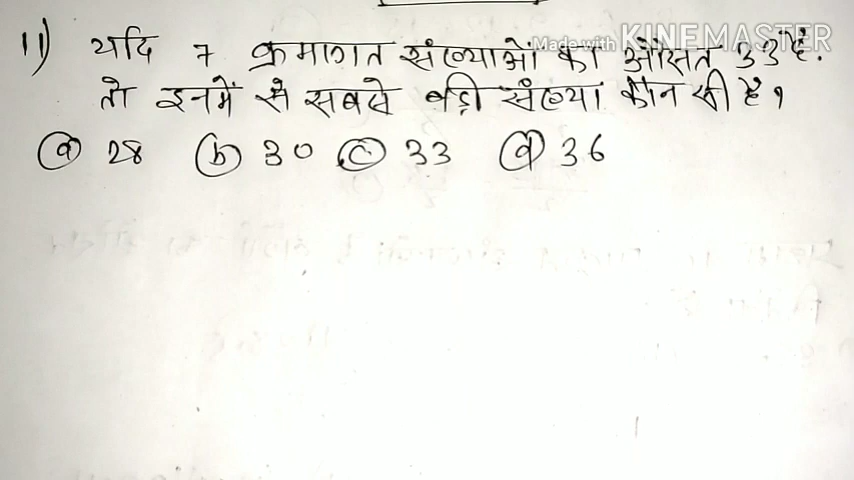 11) यदि 7 क्रमागत संख्याओं का औसत 33 है.
Made with KINEMASTER
तो इनमें से सबसे बड़ी संख्या कौन सी है ?
(a) 28 (b) 30 (c) 33 (d) 36